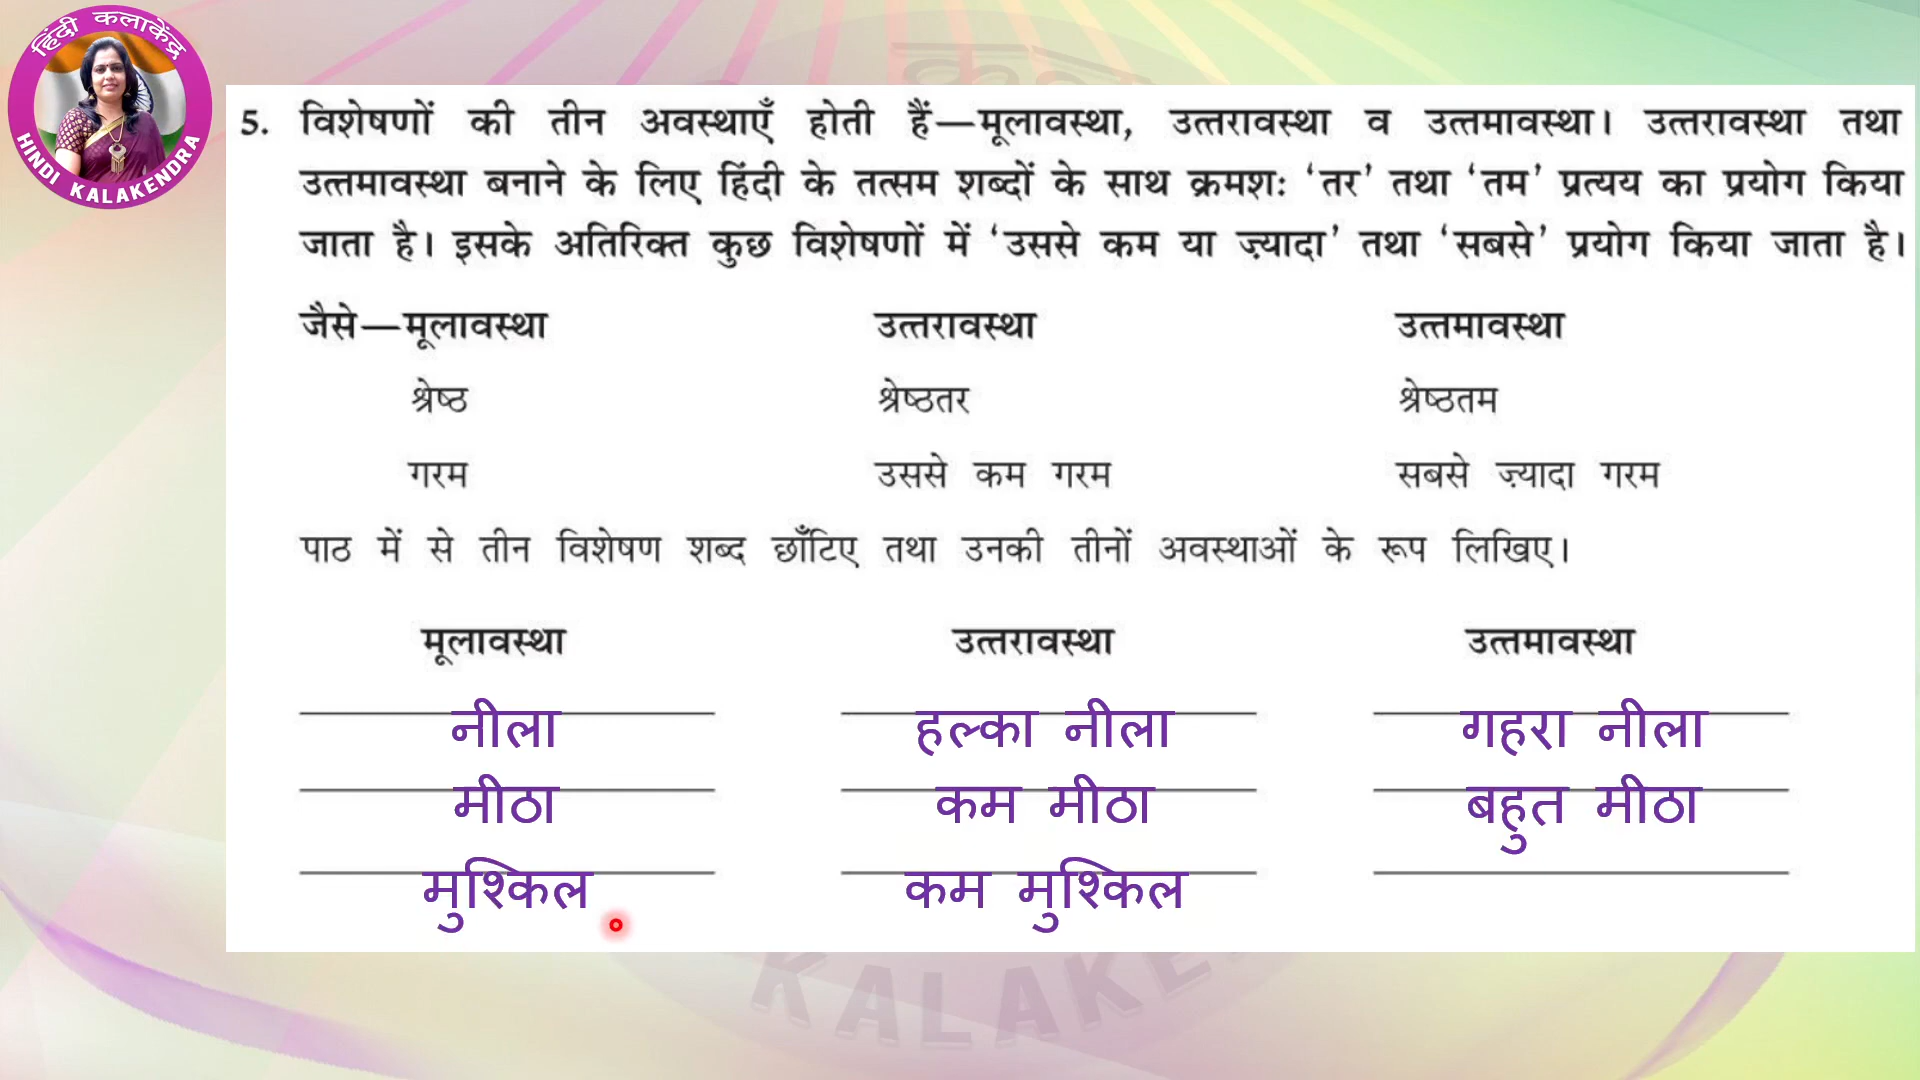 हिंदी कलाकेंद्र
HINDI KALAKENDRA
5. विशेषणों की तीन अवस्थाएँ होती हैं—मूलावस्था, उत्तरावस्था व उत्तमावस्था। उत्तरावस्था तथा
उत्तमावस्था बनाने के लिए हिंदी के तत्सम शब्दों के साथ क्रमशः ‘तर’ तथा ‘तम’ प्रत्यय का प्रयोग किया
जाता है। इसके अतिरिक्त कुछ विशेषणों में ‘उससे कम या ज़्यादा’ तथा ‘सबसे’ प्रयोग किया जाता है।
जैसे—मूलावस्था उत्तरावस्था उत्तमावस्था
श्रेष्ठ श्रेष्ठतर श्रेष्ठतम
गरम उससे कम गरम सबसे ज़्यादा गरम
पाठ में से तीन विशेषण शब्द छाँटिए तथा उनकी तीनों अवस्थाओं के रूप लिखिए।
मूलावस्था उत्तरावस्था उत्तमावस्था
नीला हल्का नीला गहरा नीला
मीठा कम मीठा बहुत मीठा
मुश्किल कम मुश्किल